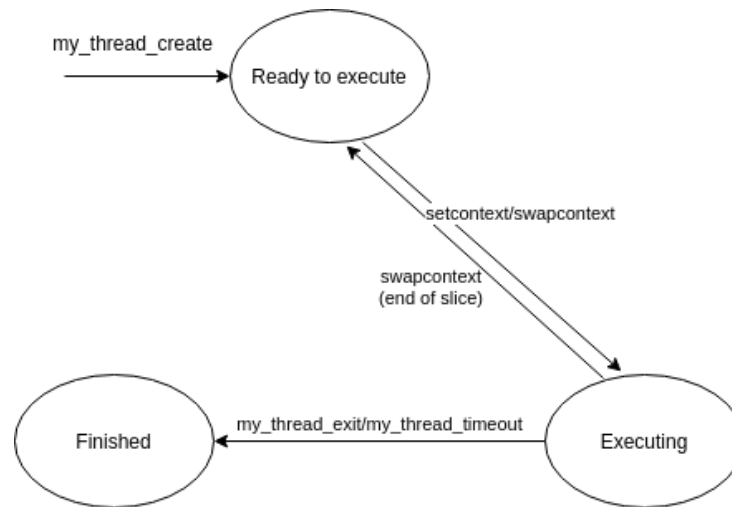 my_thread_create
Ready to execute
setcontext/swapcontext
swapcontext
(end of slice)
my_thread_exit/my_thread_timeout
Finished
Executing